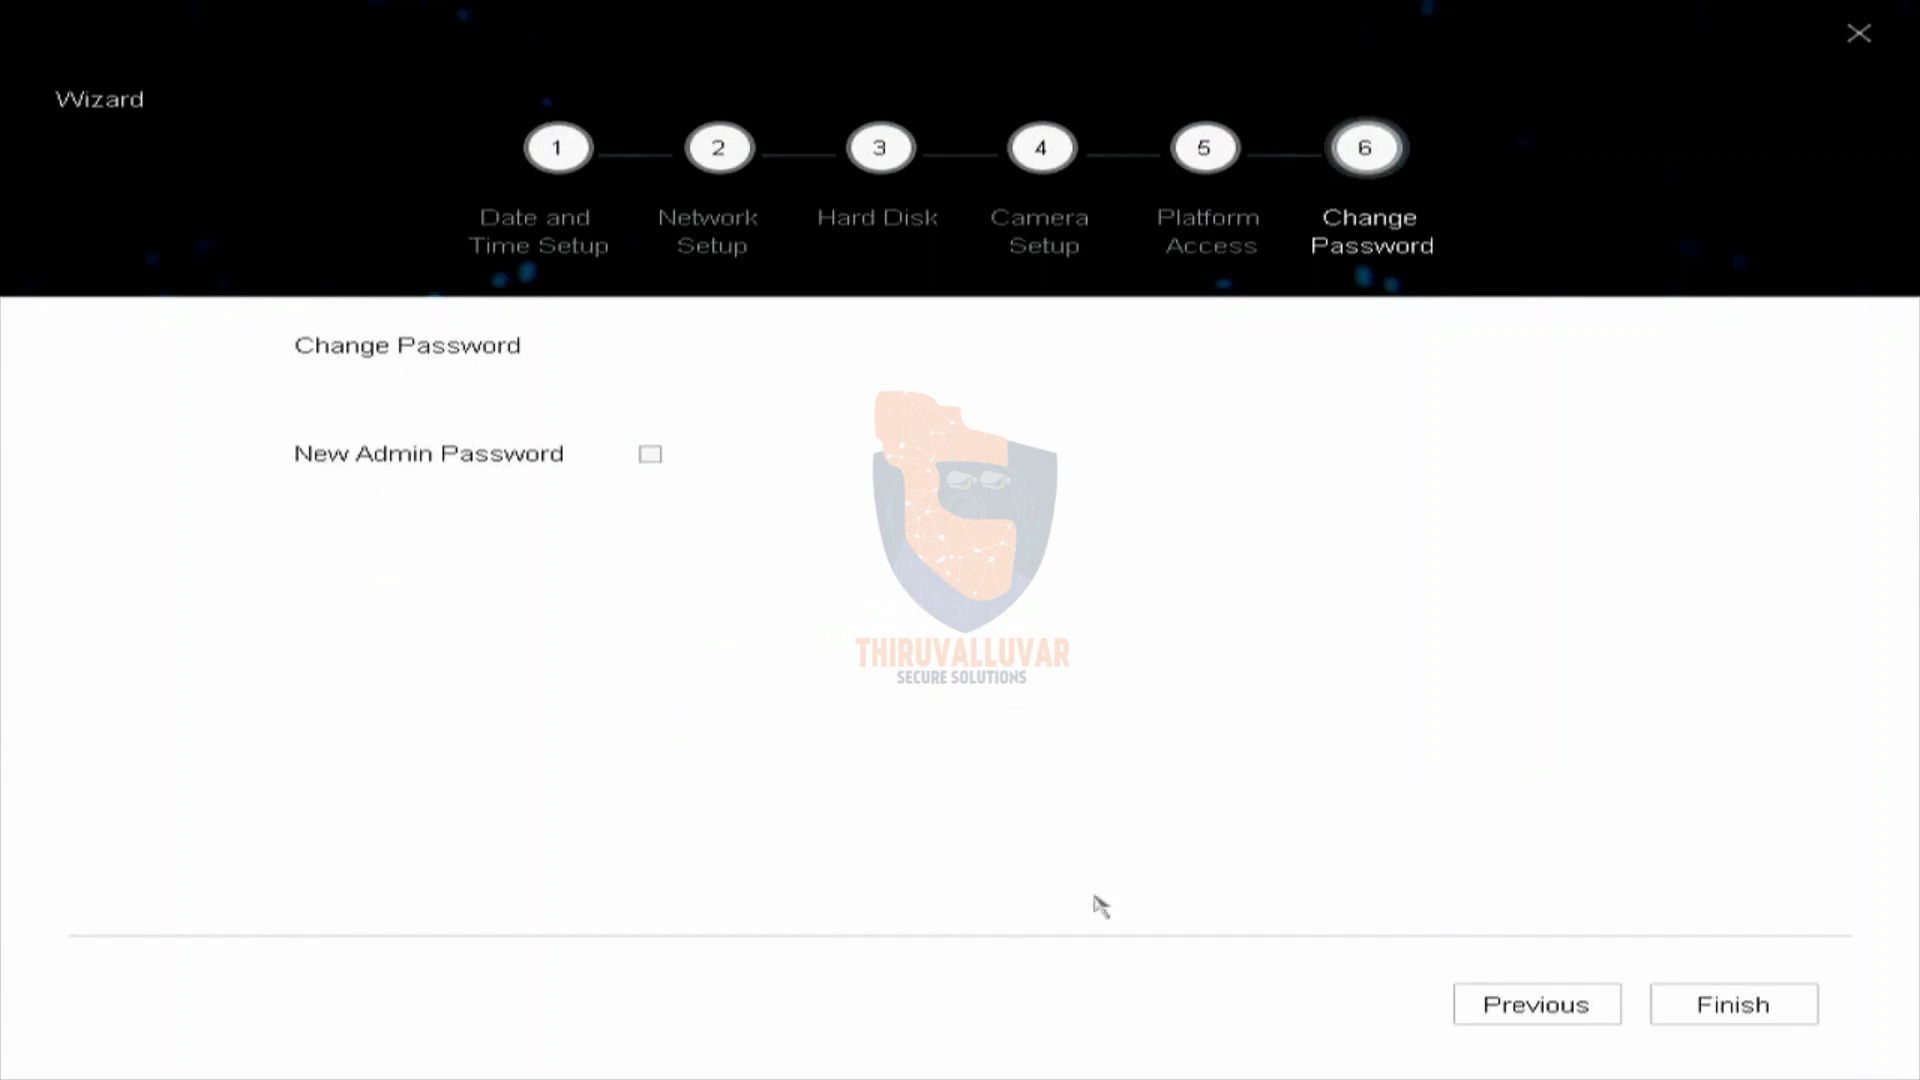 Wizard
1
2
3
4
5
6
Date and
Time Setup
Network
Setup
Hard Disk
Camera
Setup
Platform
Access
Change
Password
Change Password
New Admin Password
THIRUVALLUVAR
SECURE SOLUTIONS
Previous
Finish